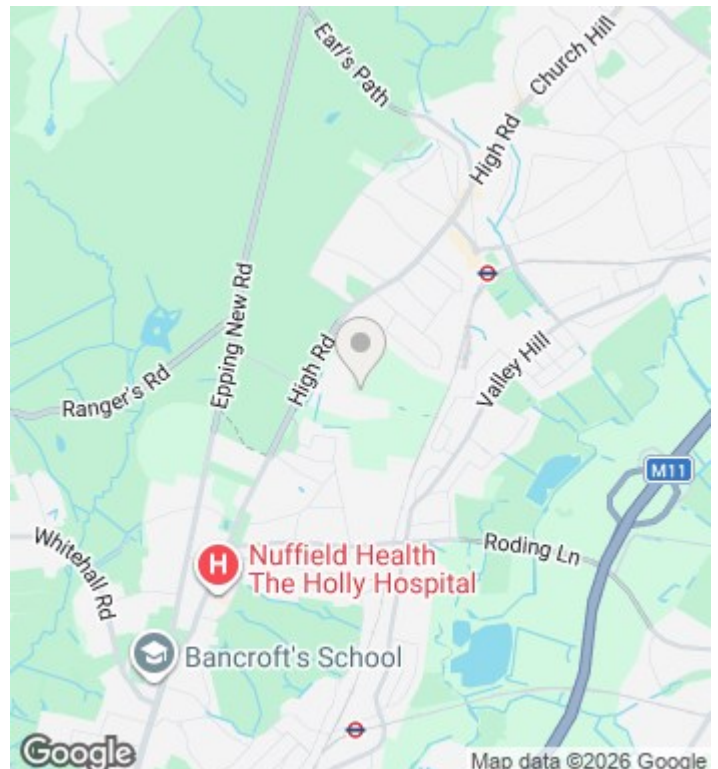 Earl's Path
Church Hill
High Rd
Epping New Rd
High Rd
Ranger's Rd
Valley Hill
M11
Whitehall Rd
H
Nuffield Health
The Holly Hospital
Roding Ln
Bancroft's School
Google
Map data ©2026 Google